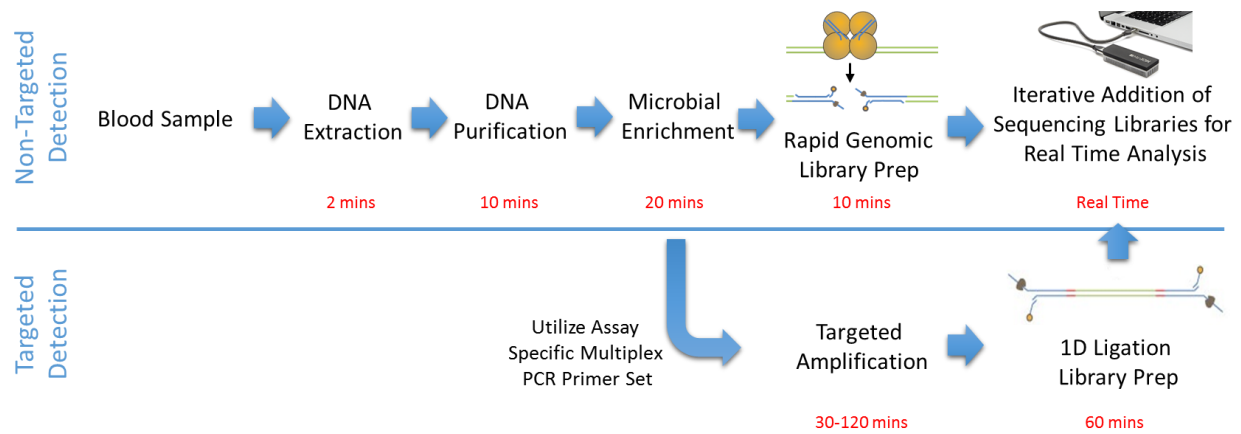 Non-Targeted
Detection
Blood Sample
DNA
Extraction
2 mins
DNA
Purification
10 mins
Microbial
Enrichment
20 mins
Rapid Genomic
Library Prep
10 mins
Iterative Addition of
Sequencing Libraries for
Real Time Analysis
Real Time
Targeted
Detection
Utilize Assay
Specific Multiplex
PCR Primer Set
Targeted
Amplification
30-120 mins
1D Ligation
Library Prep
60 mins